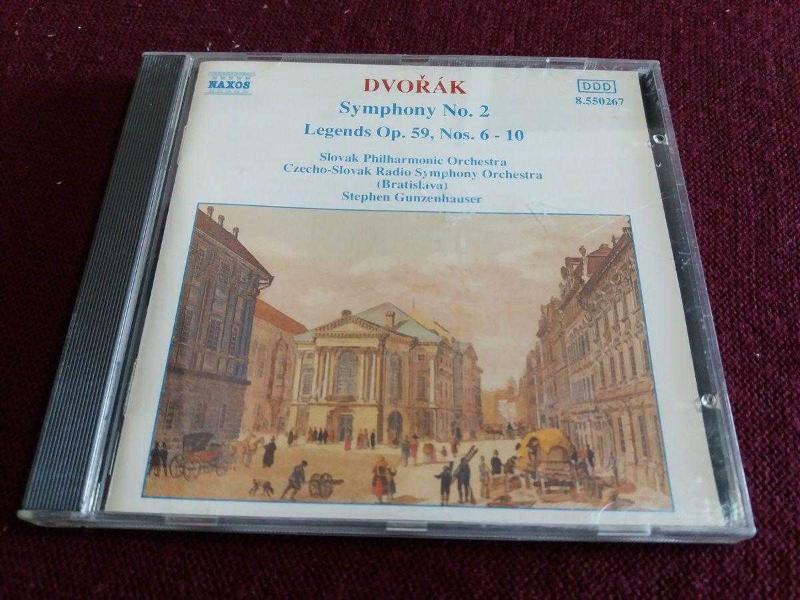 NAXOS
DVOŘÁK
DDD
8.550267
Symphony No. 2
Legends Op. 59, Nos. 6 - 10
Slovak Philharmonic Orchestra
Czecho-Slovak Radio Symphony Orchestra
(Bratislava)
Stephen Gunzenhauser